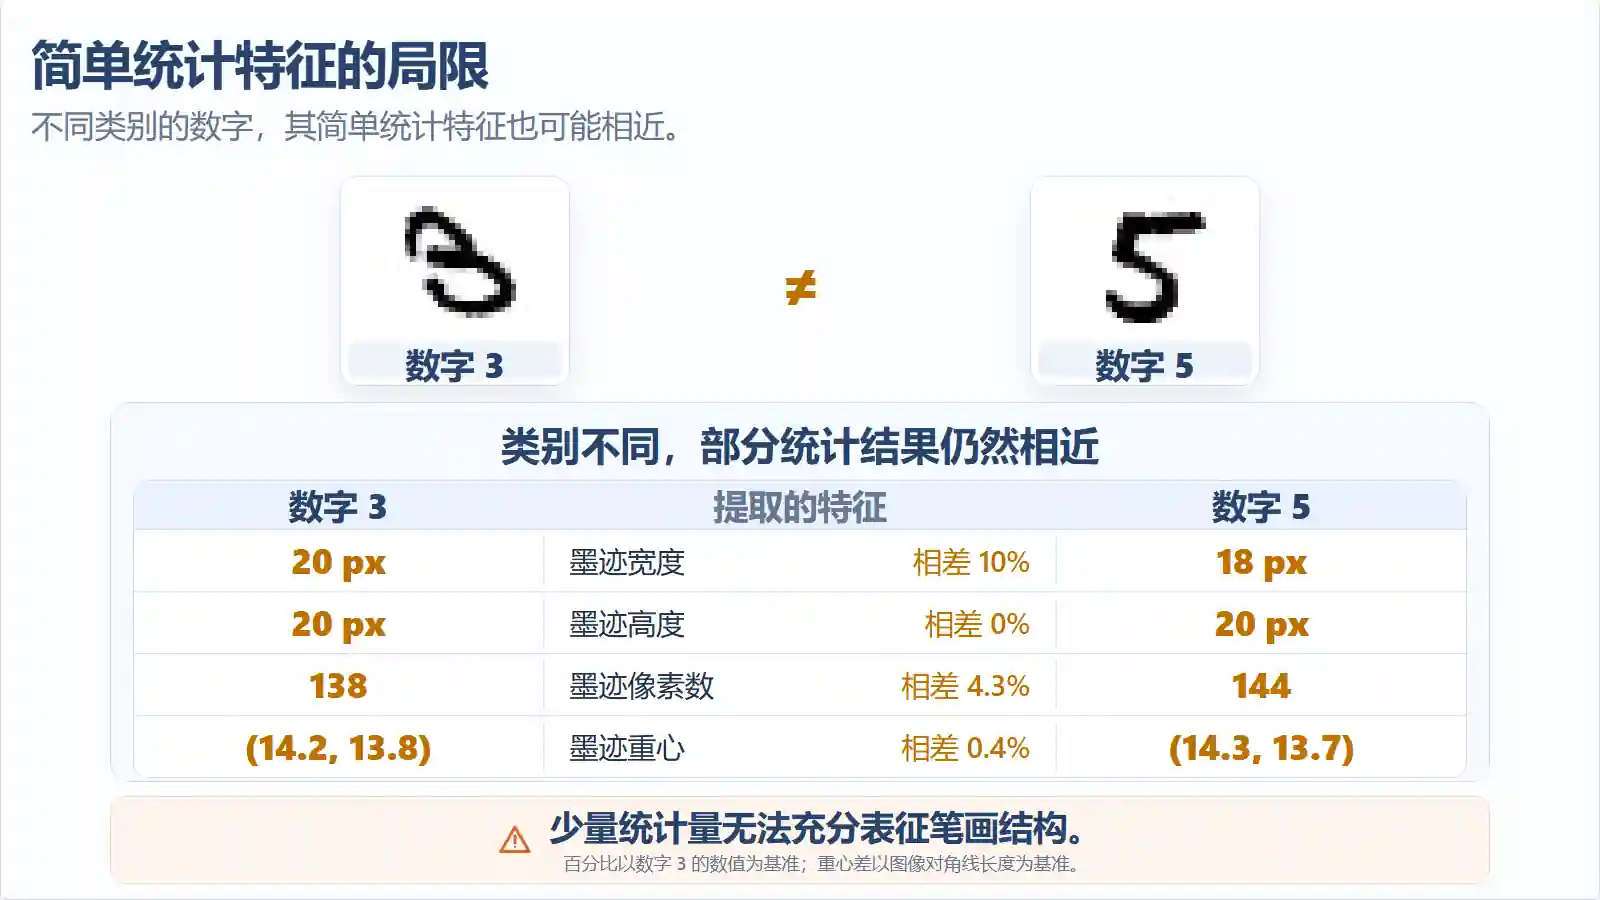 简单统计特征的局限
不同类别的数字，其简单统计特征也可能相近。
3
≠
5
数字 3
数字 5
类别不同，部分统计结果仍然相近
数字 3 提取的特征 数字 5
20 px 墨迹宽度 相差 10% 18 px
20 px 墨迹高度 相差 0% 20 px
138 墨迹像素数 相差 4.3% 144
(14.2, 13.8) 墨迹重心 相差 0.4% (14.3, 13.7)
少量统计量无法充分表征笔画结构。
百分比以数字 3 的数值为基准；重心差以图像对角线长度为基准。